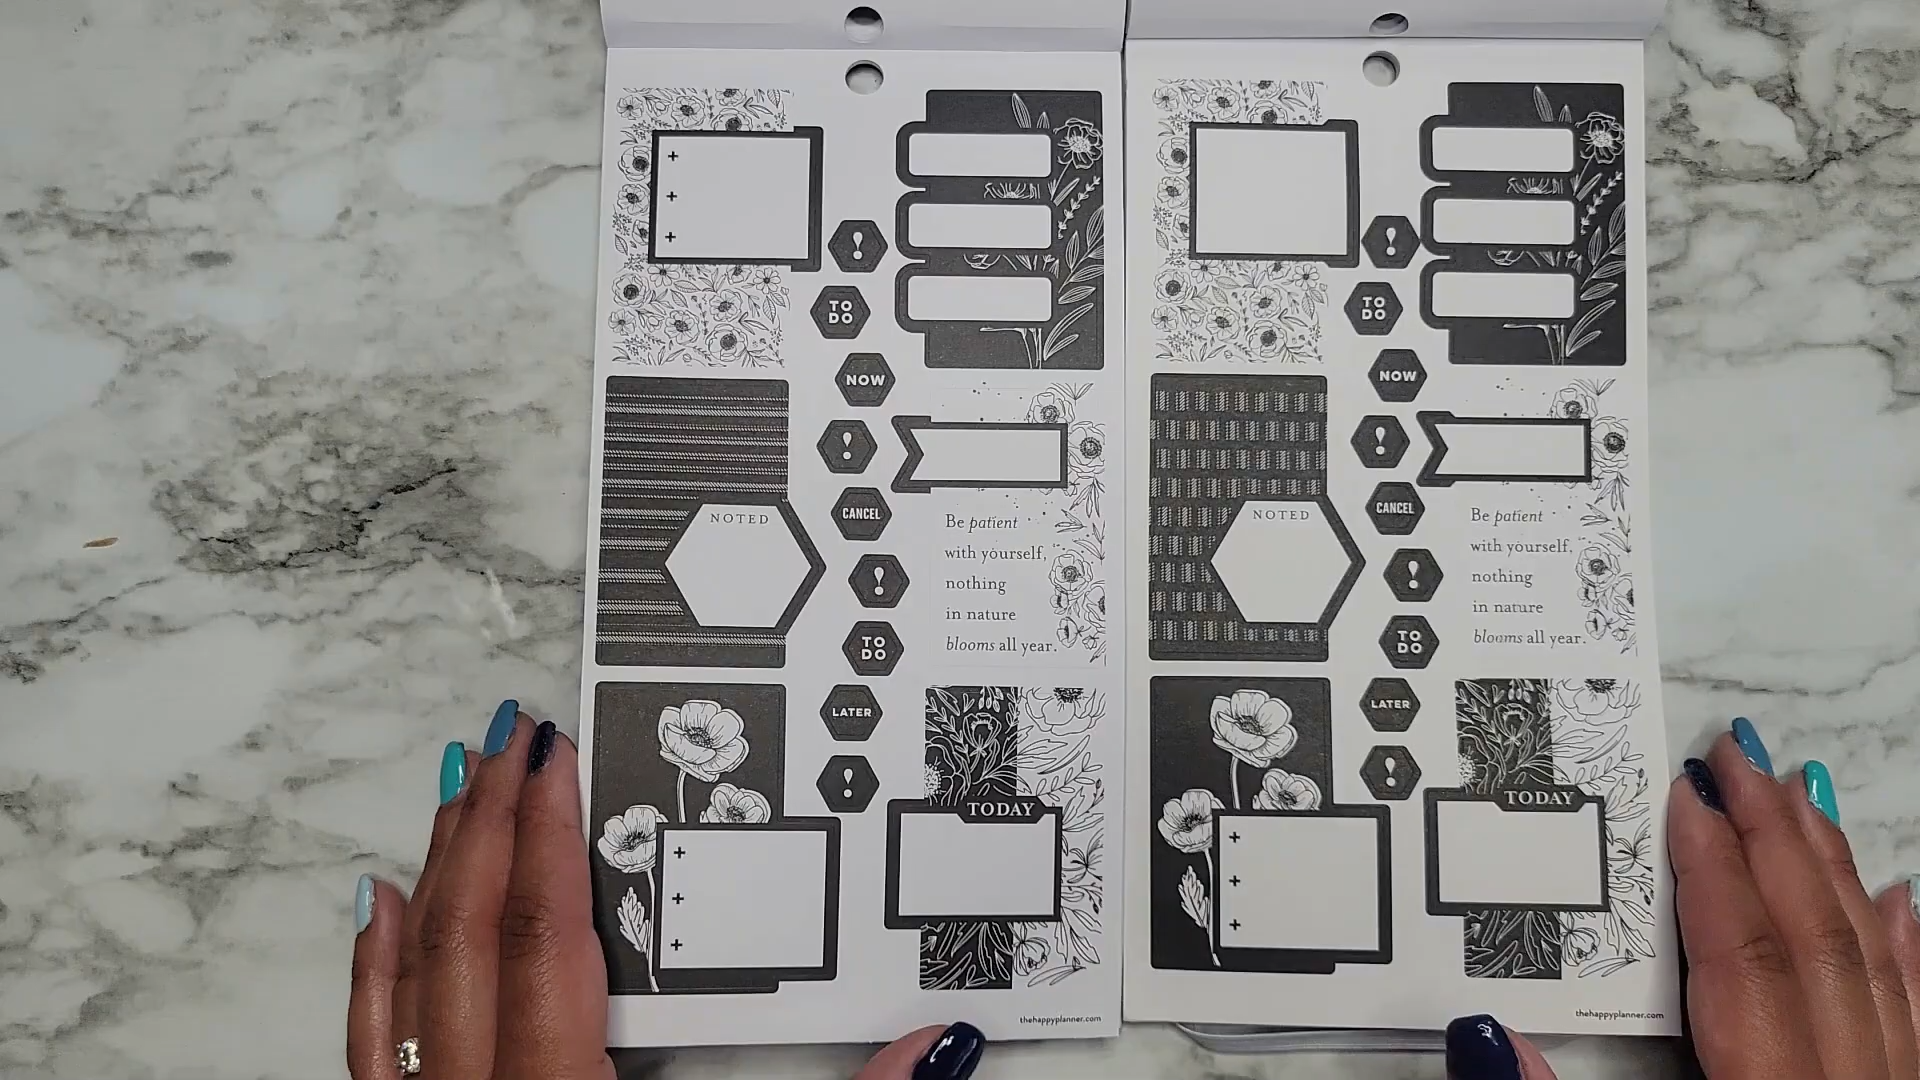 +
+
+
!
TO
DO
NOW
!
CANCEL
!
TO
DO
LATER
!
NOTED
Be patient
with yourself,
nothing
in nature
blooms all year.
+
+
+
TODAY
thehappyplanner.com
!
TO
DO
NOW
!
CANCEL
!
TO
DO
LATER
!
NOTED
Be patient
with yourself,
nothing
in nature
blooms all year.
+
+
+
TODAY
thehappyplanner.com